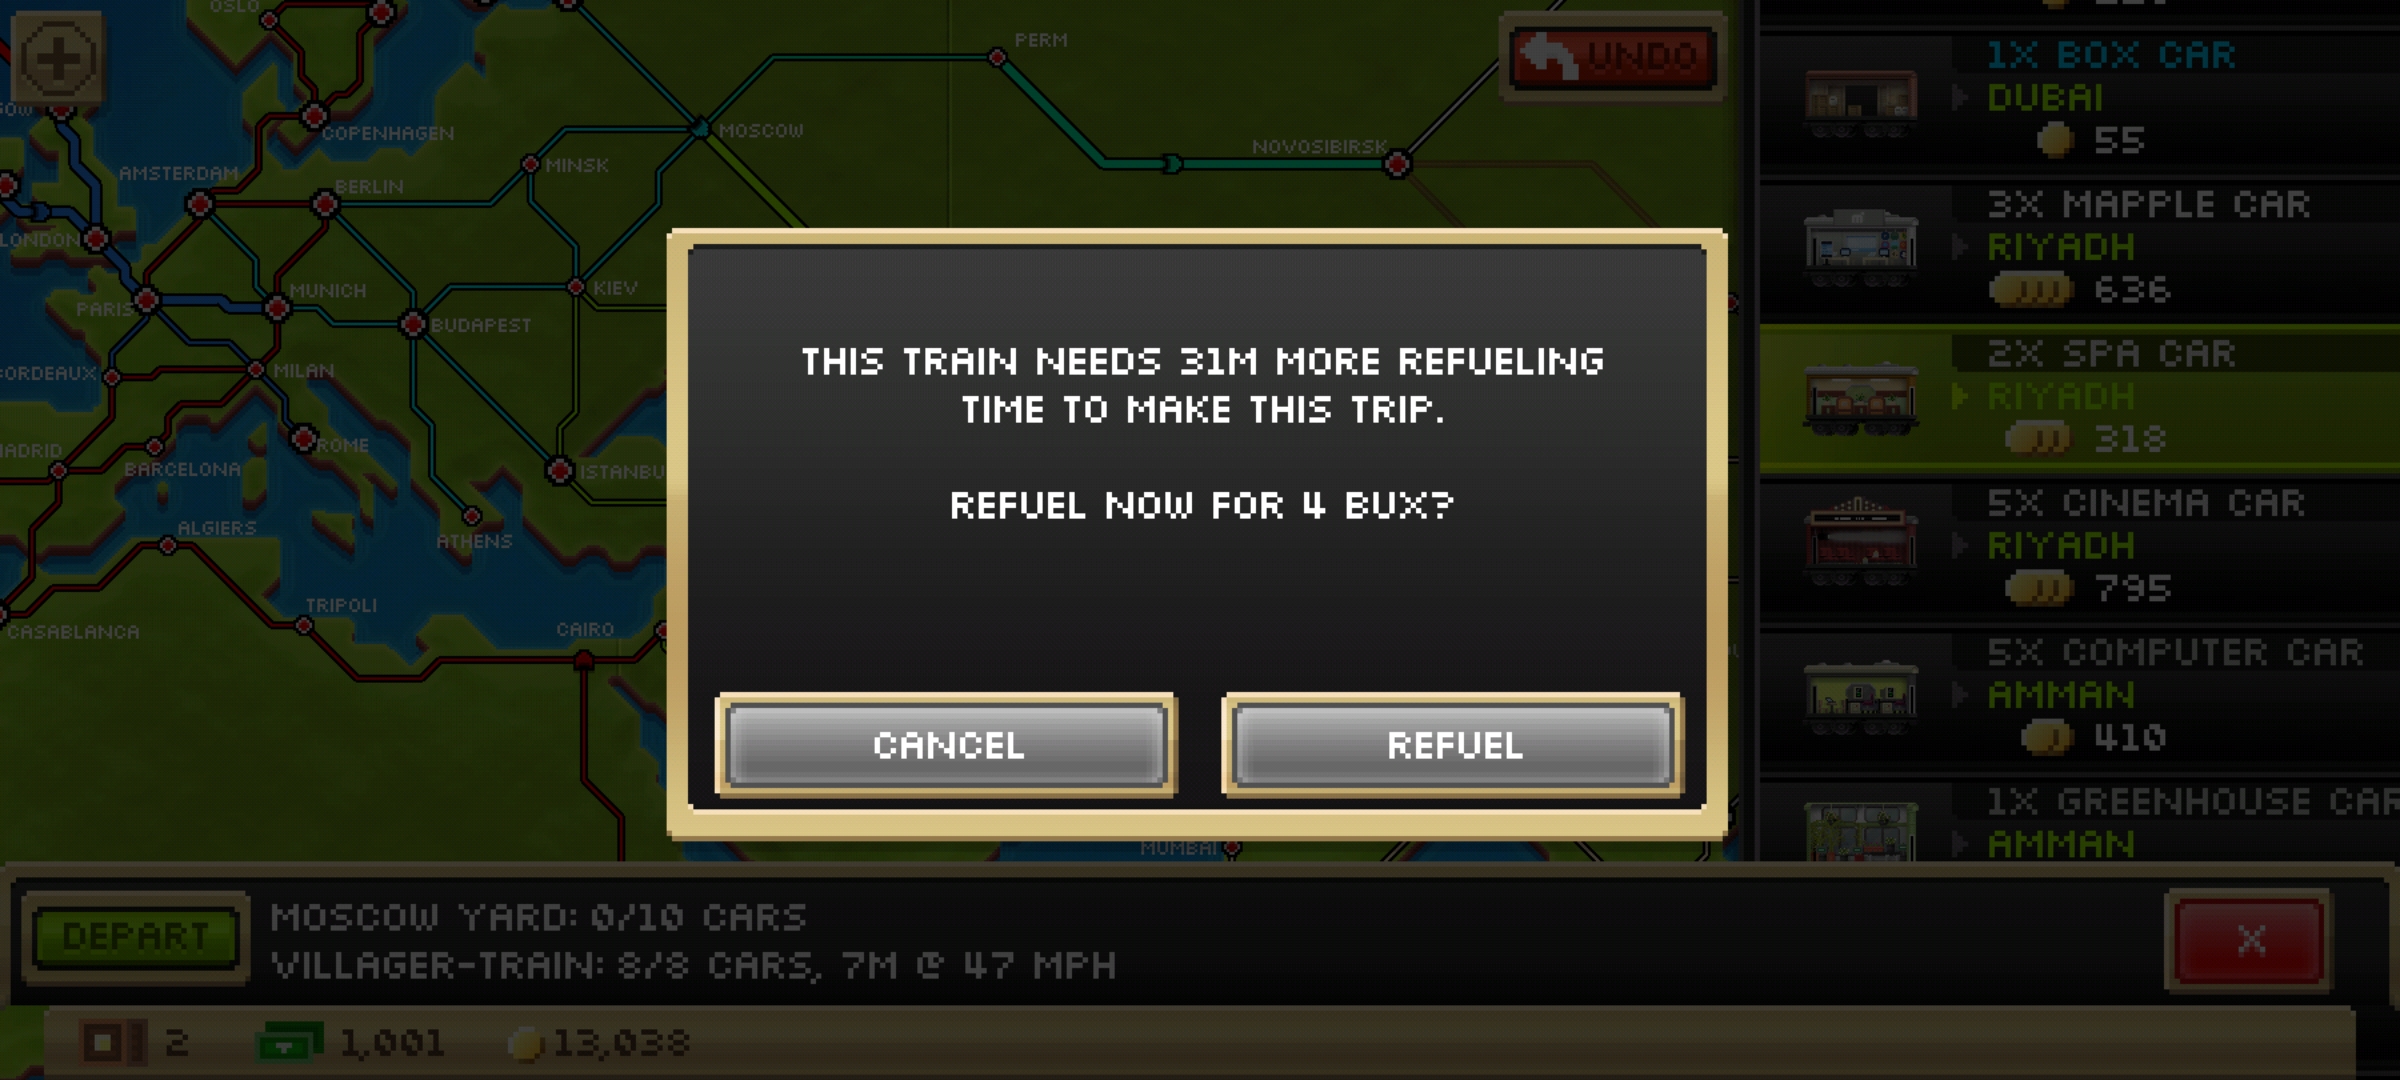 OSLO
PERM
UNDO
COPENHAGEN
MOSCOW
MINSK
NOVOSIBIRSK
AMSTERDAM
BERLIN
LONDON
PARIS
MUNICH
KIEV
BUDAPEST
ORDEAUX
MILAN
ADRID
BARCELONA
ROME
ISTANBU
ALGIERS
ATHENS
TRIPOLI
CASABLANCA
CAIRO
MUMBAI
THIS TRAIN NEEDS 31M MORE REFUELING
TIME TO MAKE THIS TRIP.
REFUEL NOW FOR 4 BUX?
CANCEL
REFUEL
1X BOX CAR
DUBAI
55
3X MAPPLE CAR
RIYADH
636
2X SPA CAR
RIYADH
318
5X CINEMA CAR
RIYADH
795
5X COMPUTER CAR
AMMAN
410
1X GREENHOUSE CAR
AMMAN
DEPART
MOSCOW YARD: 0/10 CARS
VILLAGER-TRAIN: 8/8 CARS, 7M @ 47 MPH
X
2
1,001
13,038